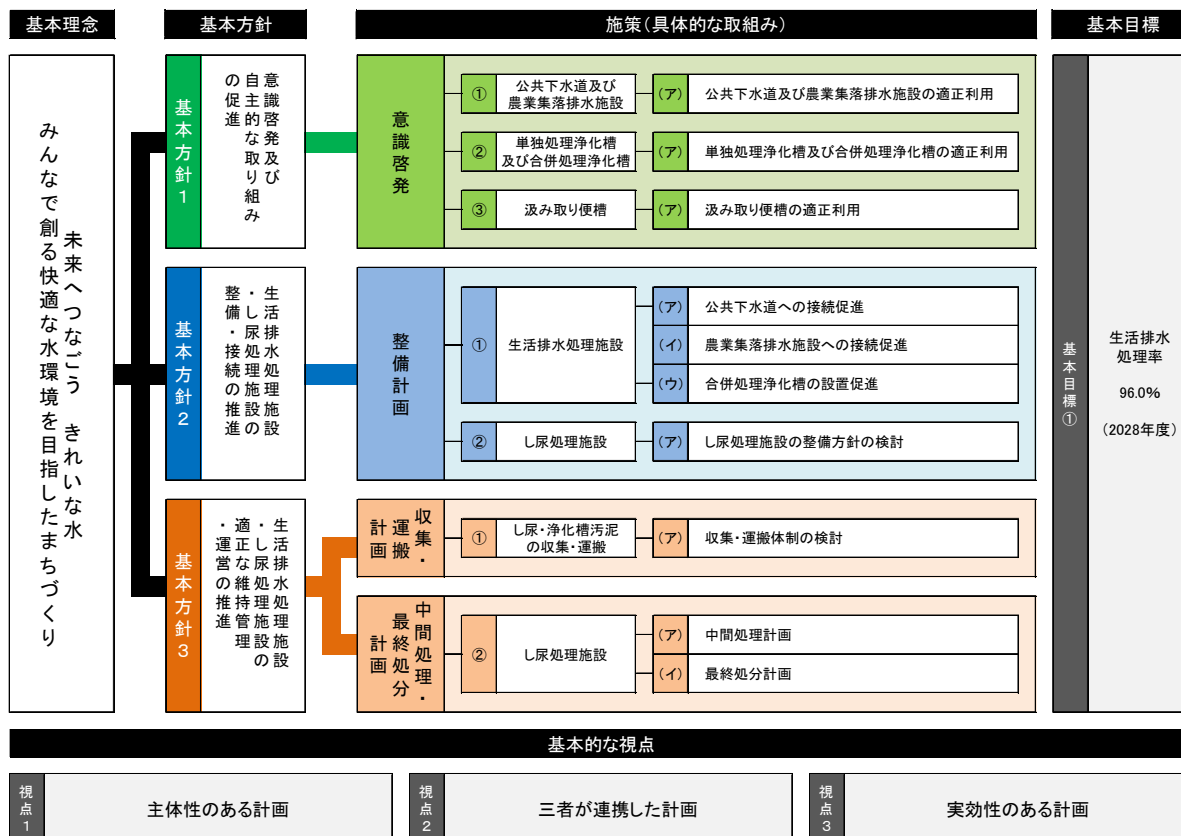 基本理念
基本方針
施策(具体的な取組み)
基本目標
未来へつなごう　きれいな水
みんなで創る快適な水環境を目指したまちづくり
基本方針1
意識啓発及び
自主的な取り組み
の促進
意識啓発
①
公共下水道及び
農業集落排水施設
(ア)
公共下水道及び農業集落排水施設の適正利用
②
単独処理浄化槽
及び合併処理浄化槽
(ア)
単独処理浄化槽及び合併処理浄化槽の適正利用
③
汲み取り便槽
(ア)
汲み取り便槽の適正利用
基本方針2
生活排水処理施設
・し尿処理施設の
整備・接続の推進
整備計画
①
生活排水処理施設
(ア)
公共下水道への接続促進
(イ)
農業集落排水施設への接続促進
(ウ)
合併処理浄化槽の設置促進
②
し尿処理施設
(ア)
し尿処理施設の整備方針の検討
基本方針3
生活排水処理施設
・し尿処理施設の
適正な維持管理
・運営の推進
収集・
運搬
計画
①
し尿・浄化槽汚泥
の収集・運搬
(ア)
収集・運搬体制の検討
中間処理・
最終処分
計画
②
し尿処理施設
(ア)
中間処理計画
(イ)
最終処分計画
基本目標①
生活排水
処理率
96.0%
(2028年度)
基本的な視点
視点1
主体性のある計画
視点2
三者が連携した計画
視点3
実効性のある計画